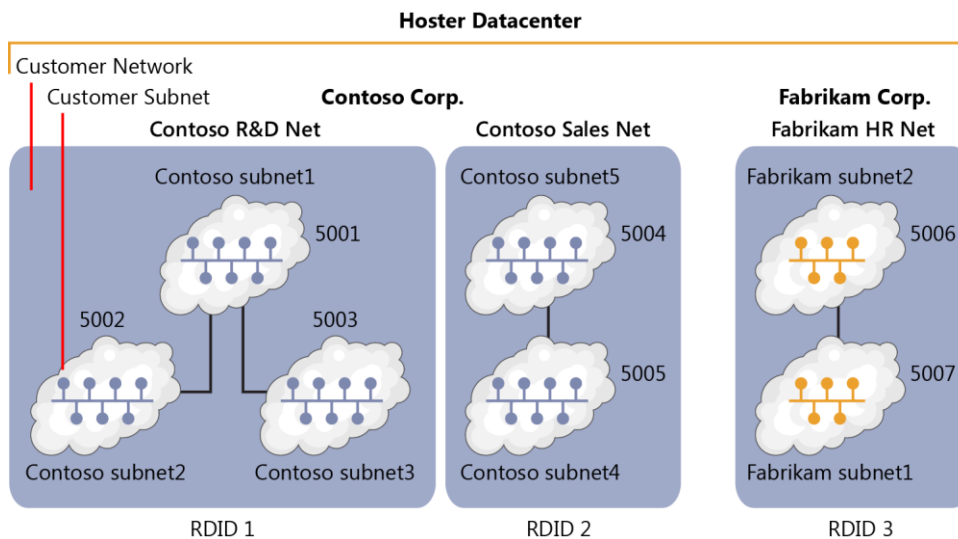 Hoster Datacenter
Customer Network
Customer Subnet
Contoso Corp.
Fabrikam Corp.
Contoso R&D Net
Contoso Sales Net
Fabrikam HR Net
Contoso subnet1
5001
5002
5003
Contoso subnet2
Contoso subnet3
RDID 1
Contoso subnet5
5004
5005
Contoso subnet4
RDID 2
Fabrikam subnet2
5006
5007
Fabrikam subnet1
RDID 3